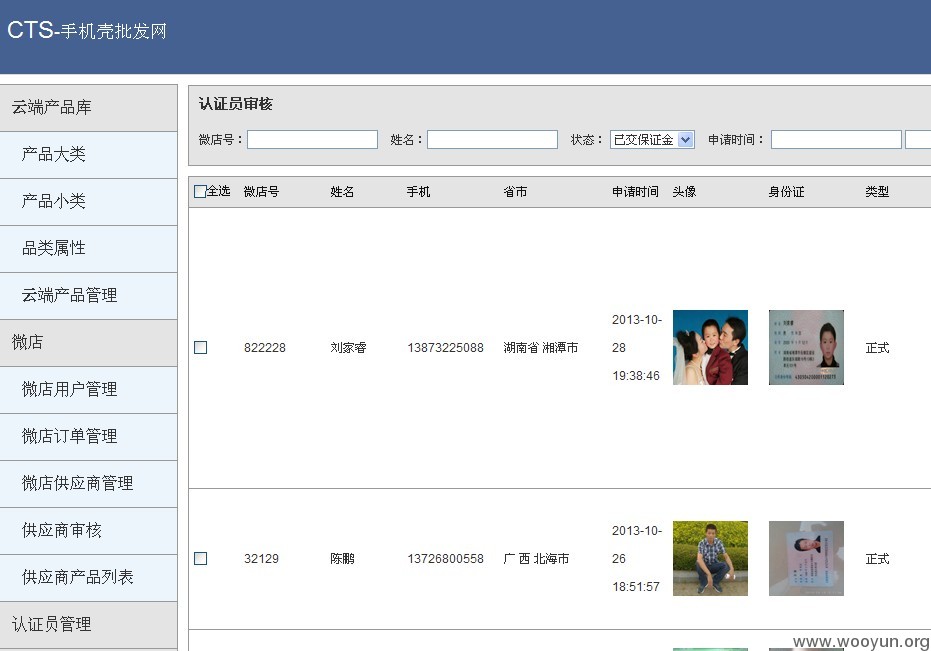 CTS-手机壳批发网
云端产品库
产品大类
产品小类
品类属性
云端产品管理
微店
微店用户管理
微店订单管理
微店供应商管理
供应商审核
供应商产品列表
认证员管理
认证员审核
微店号： 姓名： 状态： 已交保证金 申请时间：
全选 微店号 姓名 手机 省市 申请时间 头像 身份证 类型
822228 刘家睿 13873225088 湖南省 湘潭市 2013-10-28 19:38:46 正式
32129 陈鹏 13726800558 广 西 北海市 2013-10-26 18:51:57 正式
www.wooyun.org